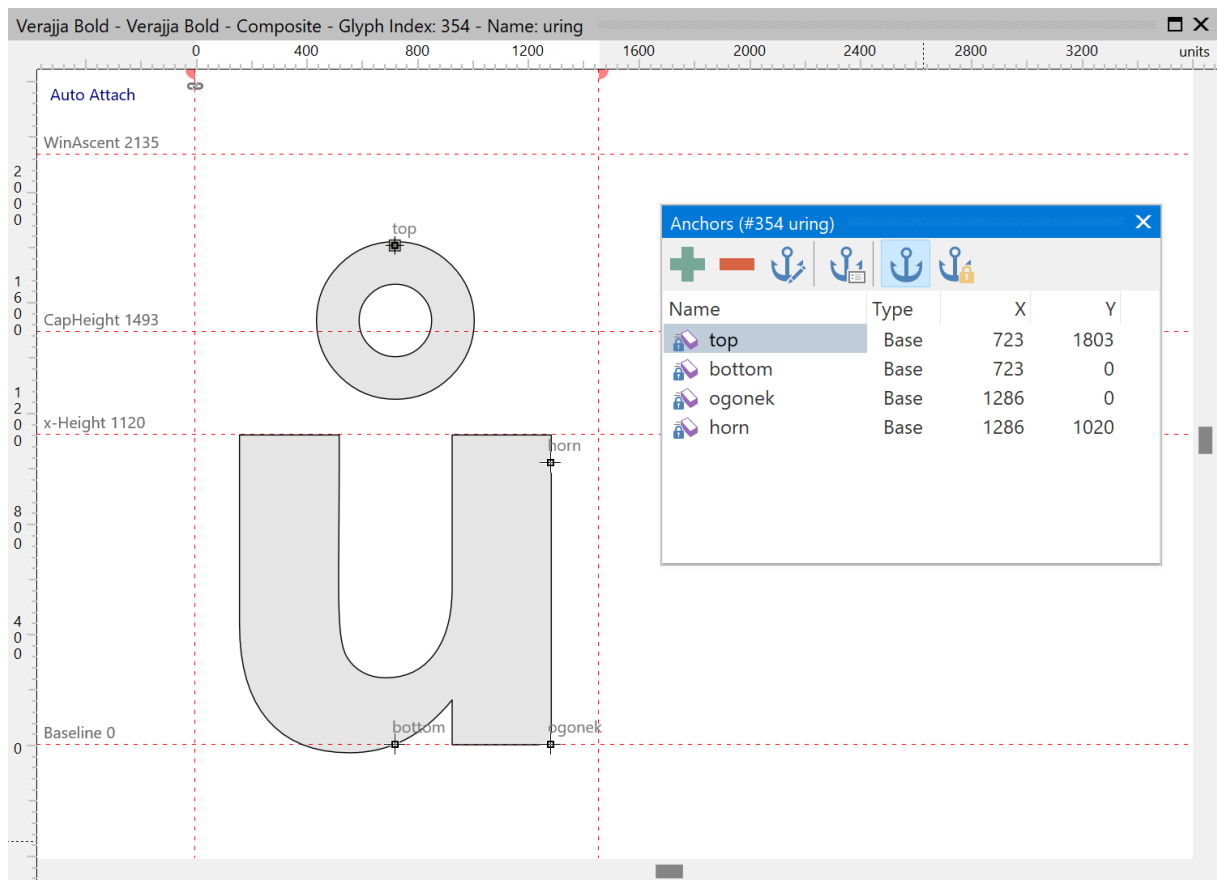 Verajja Bold - Verajja Bold - Composite - Glyph Index: 354 - Name: uring
0 400 800 1200 1600 2000 2400 2800 3200 units
Auto Attach
WinAscent 2135
2000
top
Anchors (#354 uring)
1600
CapHeight 1493
Name Type X Y
top Base 723 1803
bottom Base 723 0
ogonek Base 1286 0
horn Base 1286 1020
1200
x-Height 1120
horn
800
400
bottom ogonek
Baseline 0
0